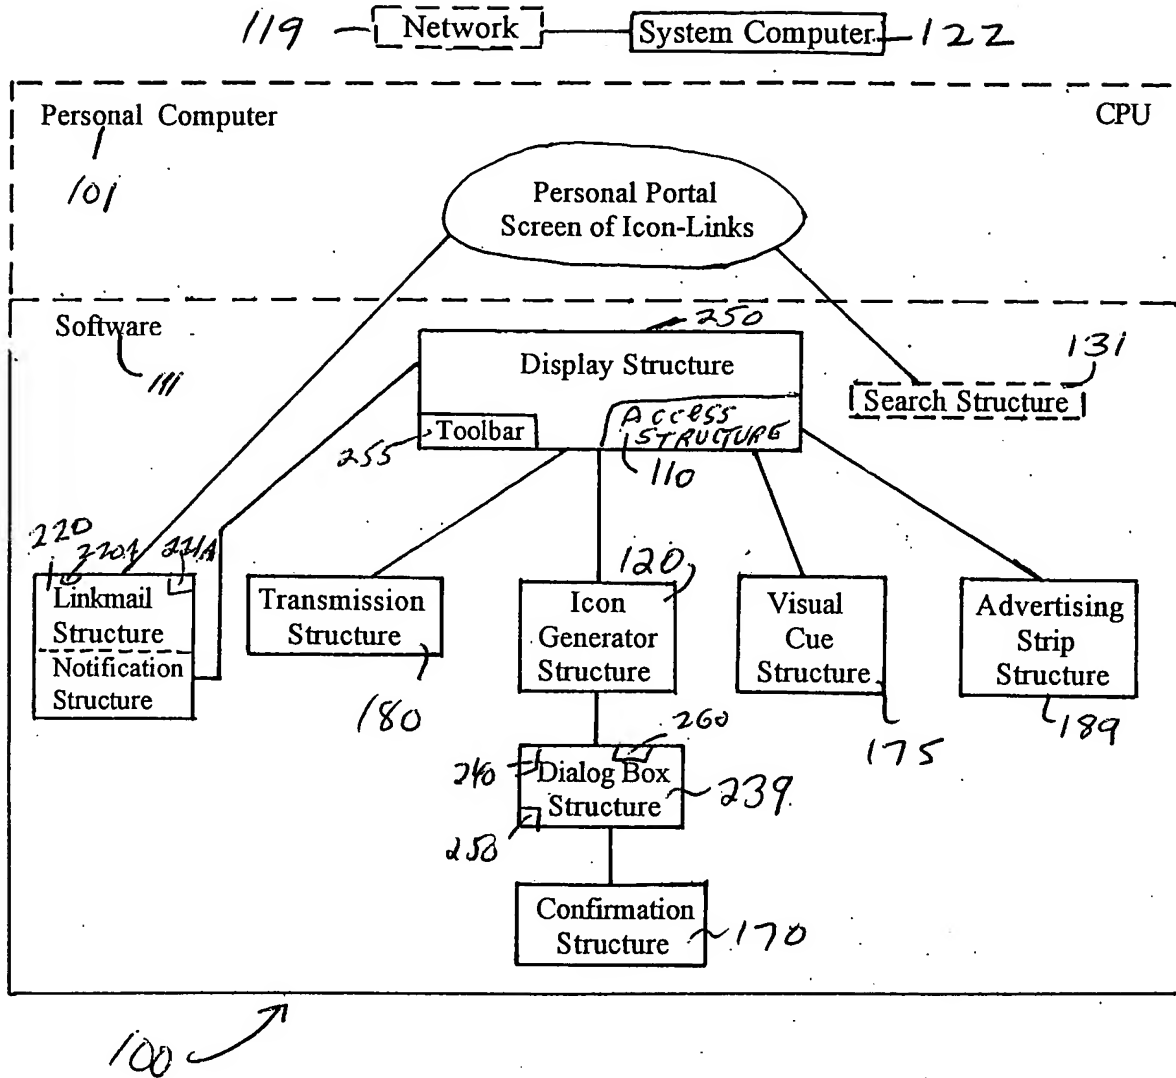 119 Network System Computer 122
Personal Computer CPU
101
Personal Portal
Screen of Icon-Links
Software
111
250
Display Structure
131
Search Structure
Toolbar
255
ACCESS
STRUCTURE
110
220
221A
Linkmail
Structure
Notification
Structure
Transmission
Structure
180
120
Icon
Generator
Structure
Visual
Cue
Structure
175
Advertising
Strip
Structure
189
260
240
Dialog Box
Structure
239
250
Confirmation
Structure
170
100